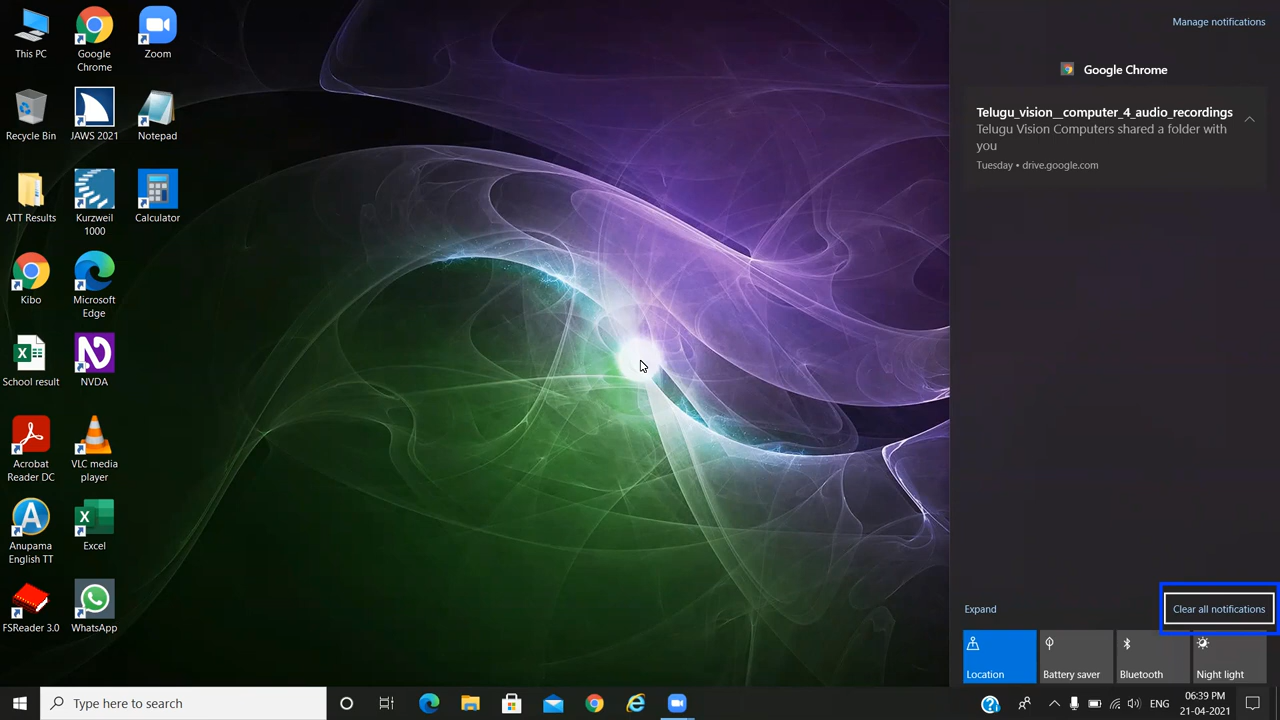 This PC
Google
Chrome
Zoom
Recycle Bin
JAWS 2021
Notepad
ATT Results
Kurzweil
1000
Calculator
Kibo
Microsoft
Edge
School result
NVDA
Acrobat
Reader DC
VLC media
player
Anupama
English TT
Excel
FSReader 3.0
WhatsApp
Manage notifications
Google Chrome
Telugu_vision__computer_4_audio_recordings
Telugu Vision Computers shared a folder with
you
Tuesday • drive.google.com
Expand
Clear all notifications
Location
Battery saver
Bluetooth
Night light
Type here to search
ENG
06:39 PM
21-04-2021